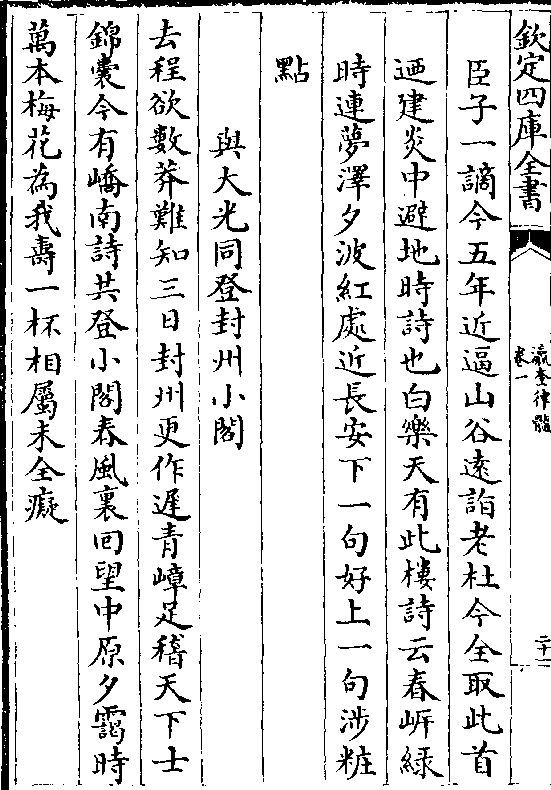 欽定四庫全書
瀛奎律髓
卷一
二十一
臣子一謫今五年近逼山谷遠詣老杜今全取此首
迺建炎中避地時詩也白樂天有此樓詩云春岍綠
時連夢澤夕波紅處近長安下一句好上一句涉粧
點
與大光同登封州小閣
去程欲數莽難知三日封州更作遲青嶂足稽天下士
錦囊今有嶠南詩共登小閣春風裏回望中原夕靄時
萬本梅花為我壽一杯相屬未全癡